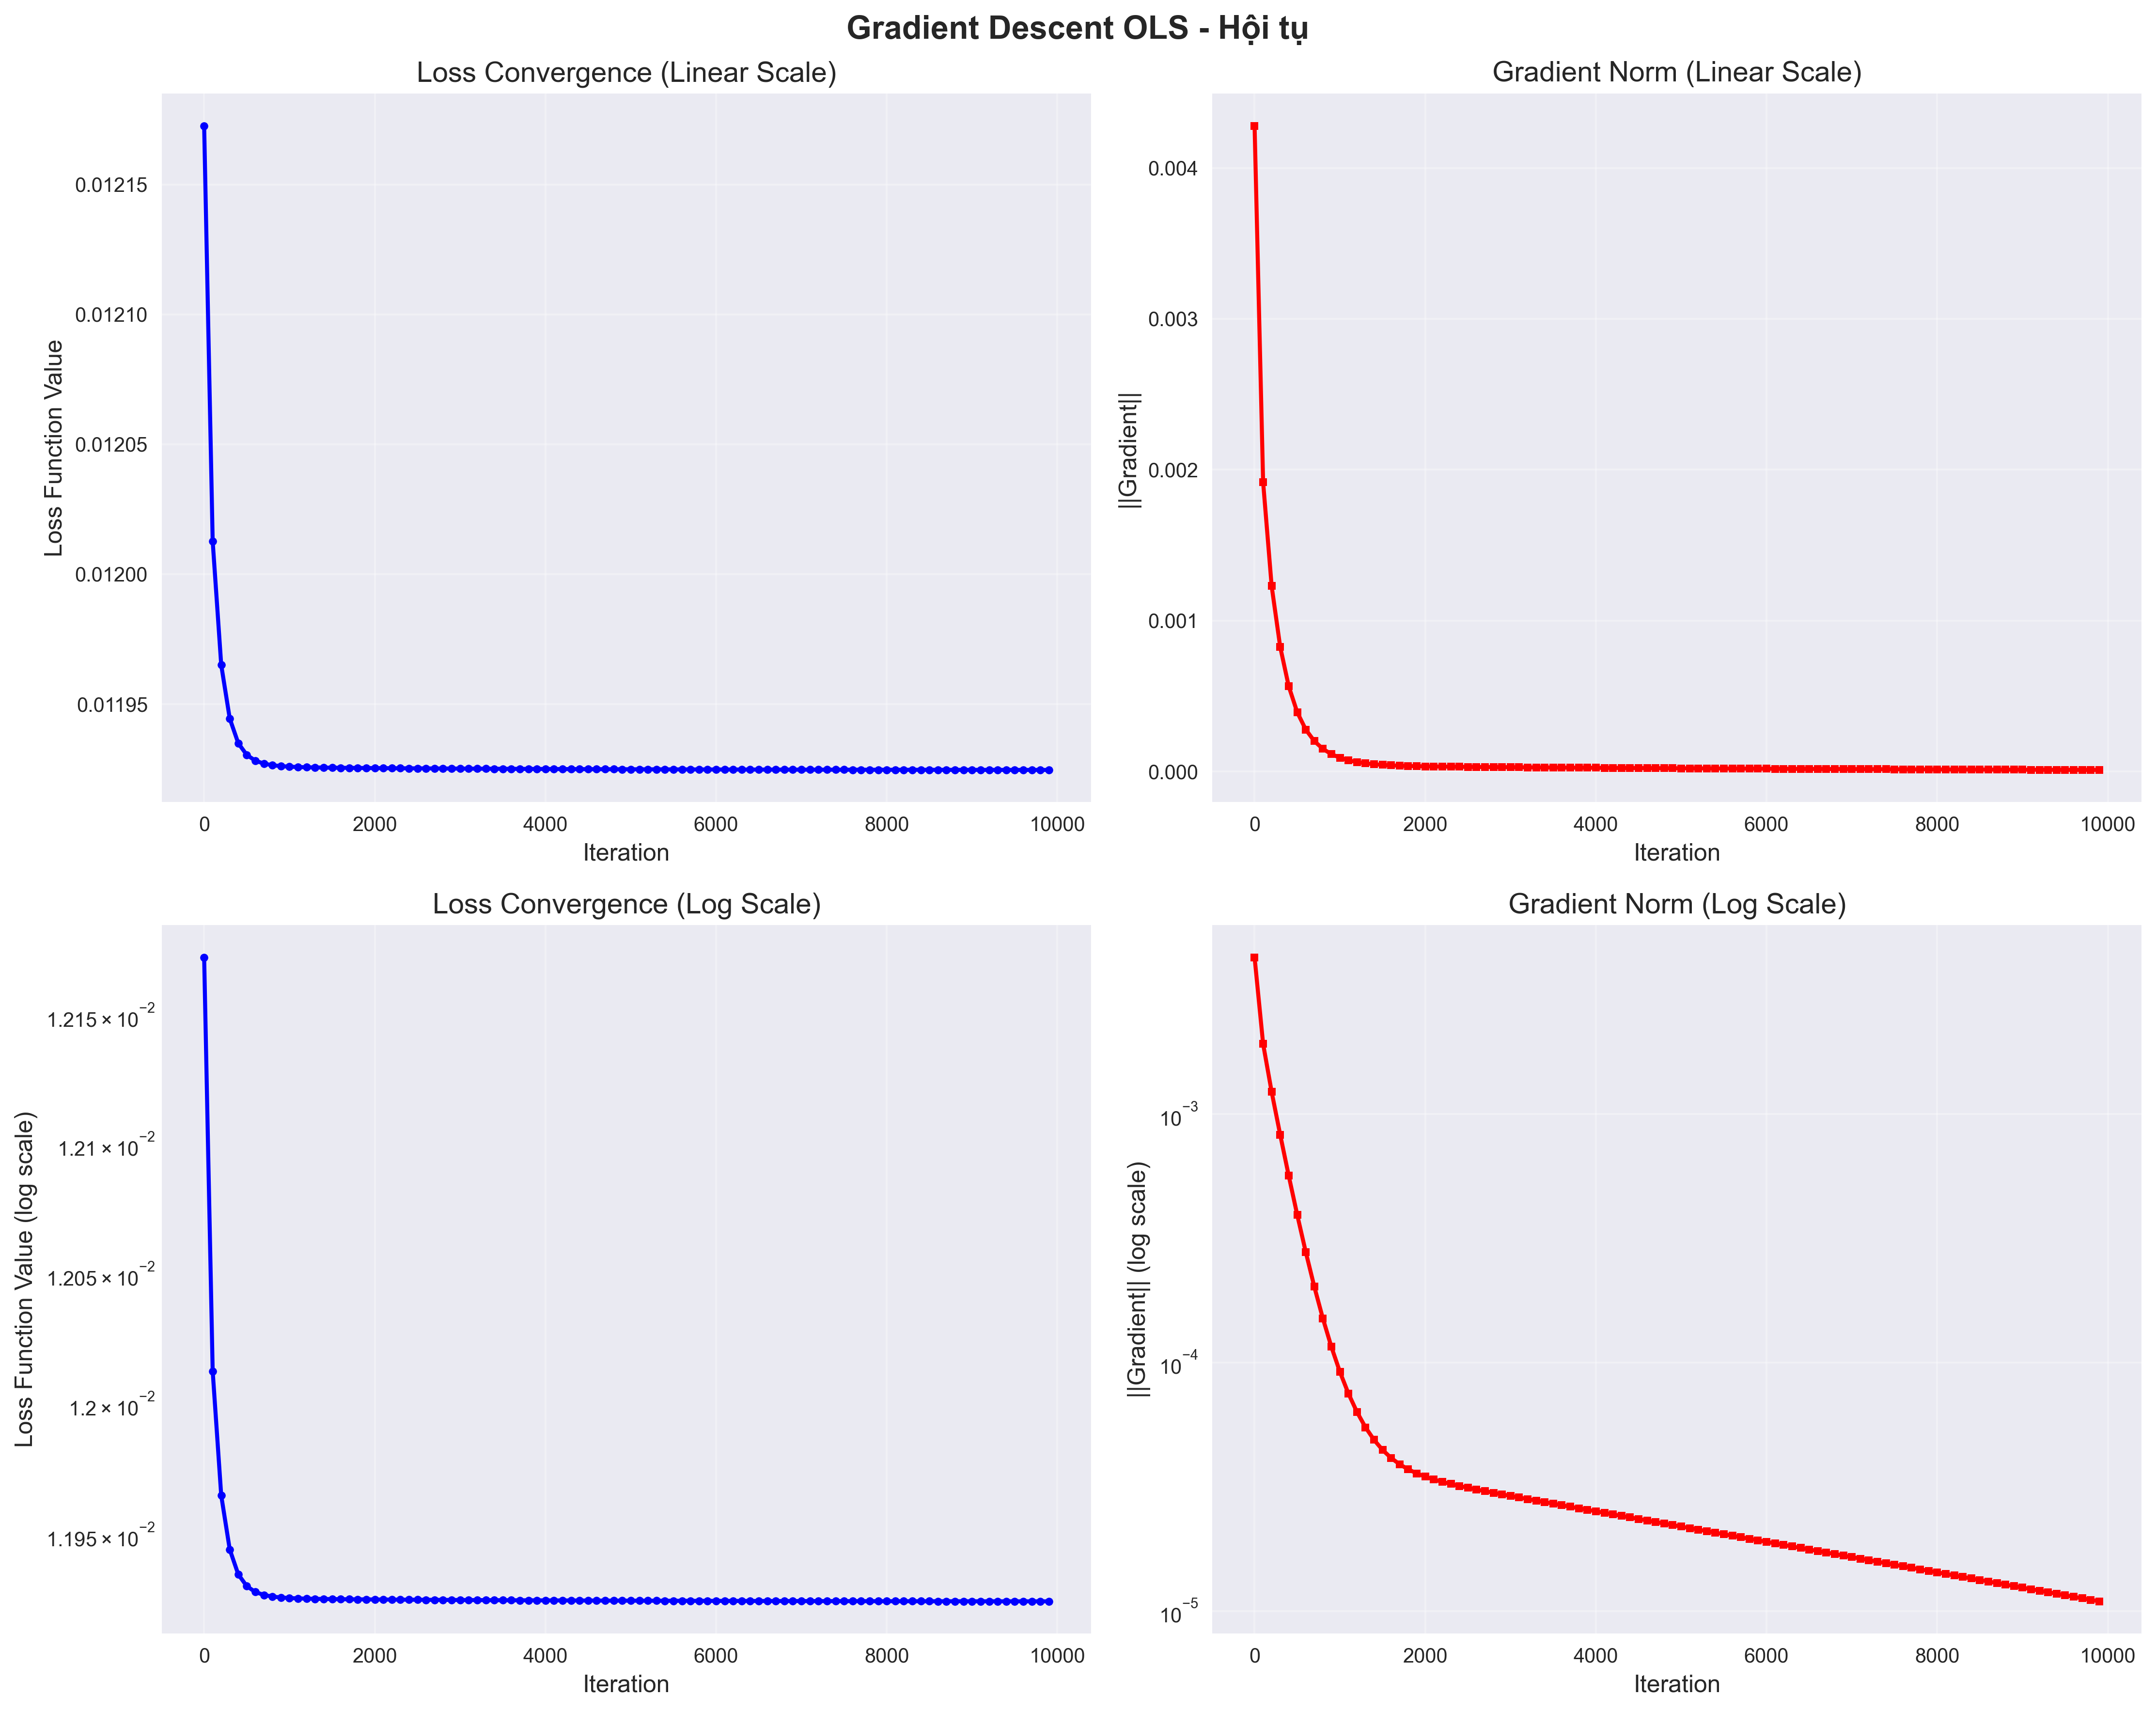 Gradient Descent OLS - Hội tụ
Loss Convergence (Linear Scale)
Loss Function Value
0.01215
0.01210
0.01205
0.01200
0.01195
0 2000 4000 6000 8000 10000
Iteration
Gradient Norm (Linear Scale)
||Gradient||
0.004
0.003
0.002
0.001
0.000
0 2000 4000 6000 8000 10000
Iteration
Loss Convergence (Log Scale)
Loss Function Value (log scale)
1.215 × 10⁻²
1.21 × 10⁻²
1.205 × 10⁻²
1.2 × 10⁻²
1.195 × 10⁻²
0 2000 4000 6000 8000 10000
Iteration
Gradient Norm (Log Scale)
||Gradient|| (log scale)
10⁻³
10⁻⁴
10⁻⁵
0 2000 4000 6000 8000 10000
Iteration